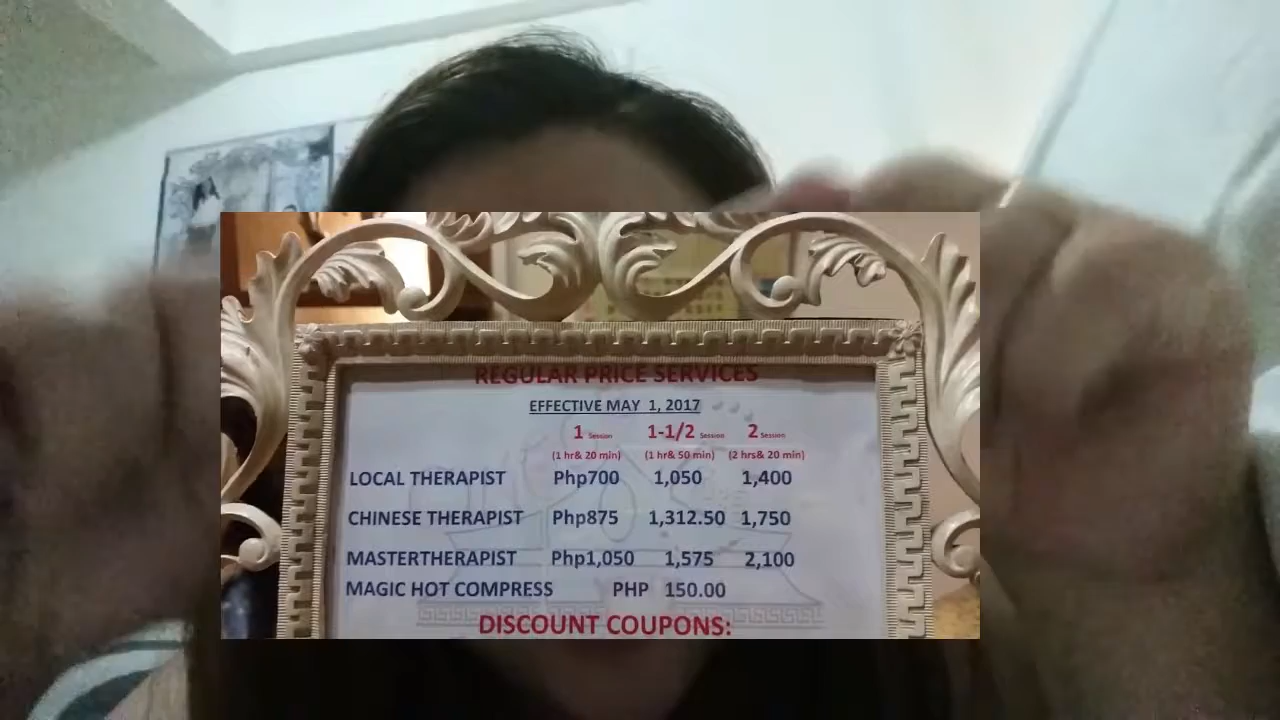 REGULAR PRICE SERVICES
EFFECTIVE MAY 1, 2017
1 Session 1-1/2 Session 2 Session
(1 hr& 20 min) (1 hr& 50 min) (2 hrs& 20 min)
LOCAL THERAPIST Php700 1,050 1,400
CHINESE THERAPIST Php875 1,312.50 1,750
MASTERTHERAPIST Php1,050 1,575 2,100
MAGIC HOT COMPRESS PHP 150.00
DISCOUNT COUPONS: